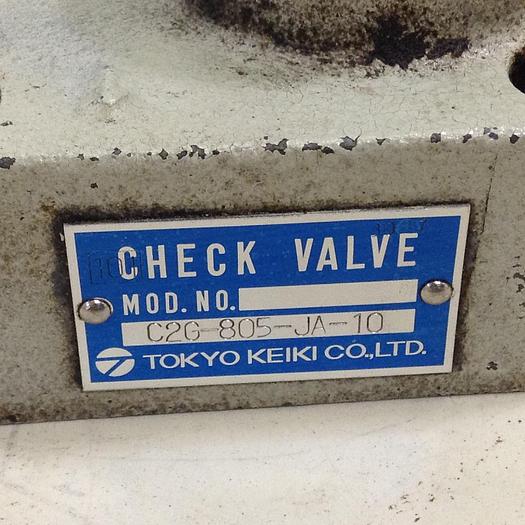 CHECK VALVE
MOD. NO.
C2G-805-JA-10
TOKYO KEIKI CO.,LTD.